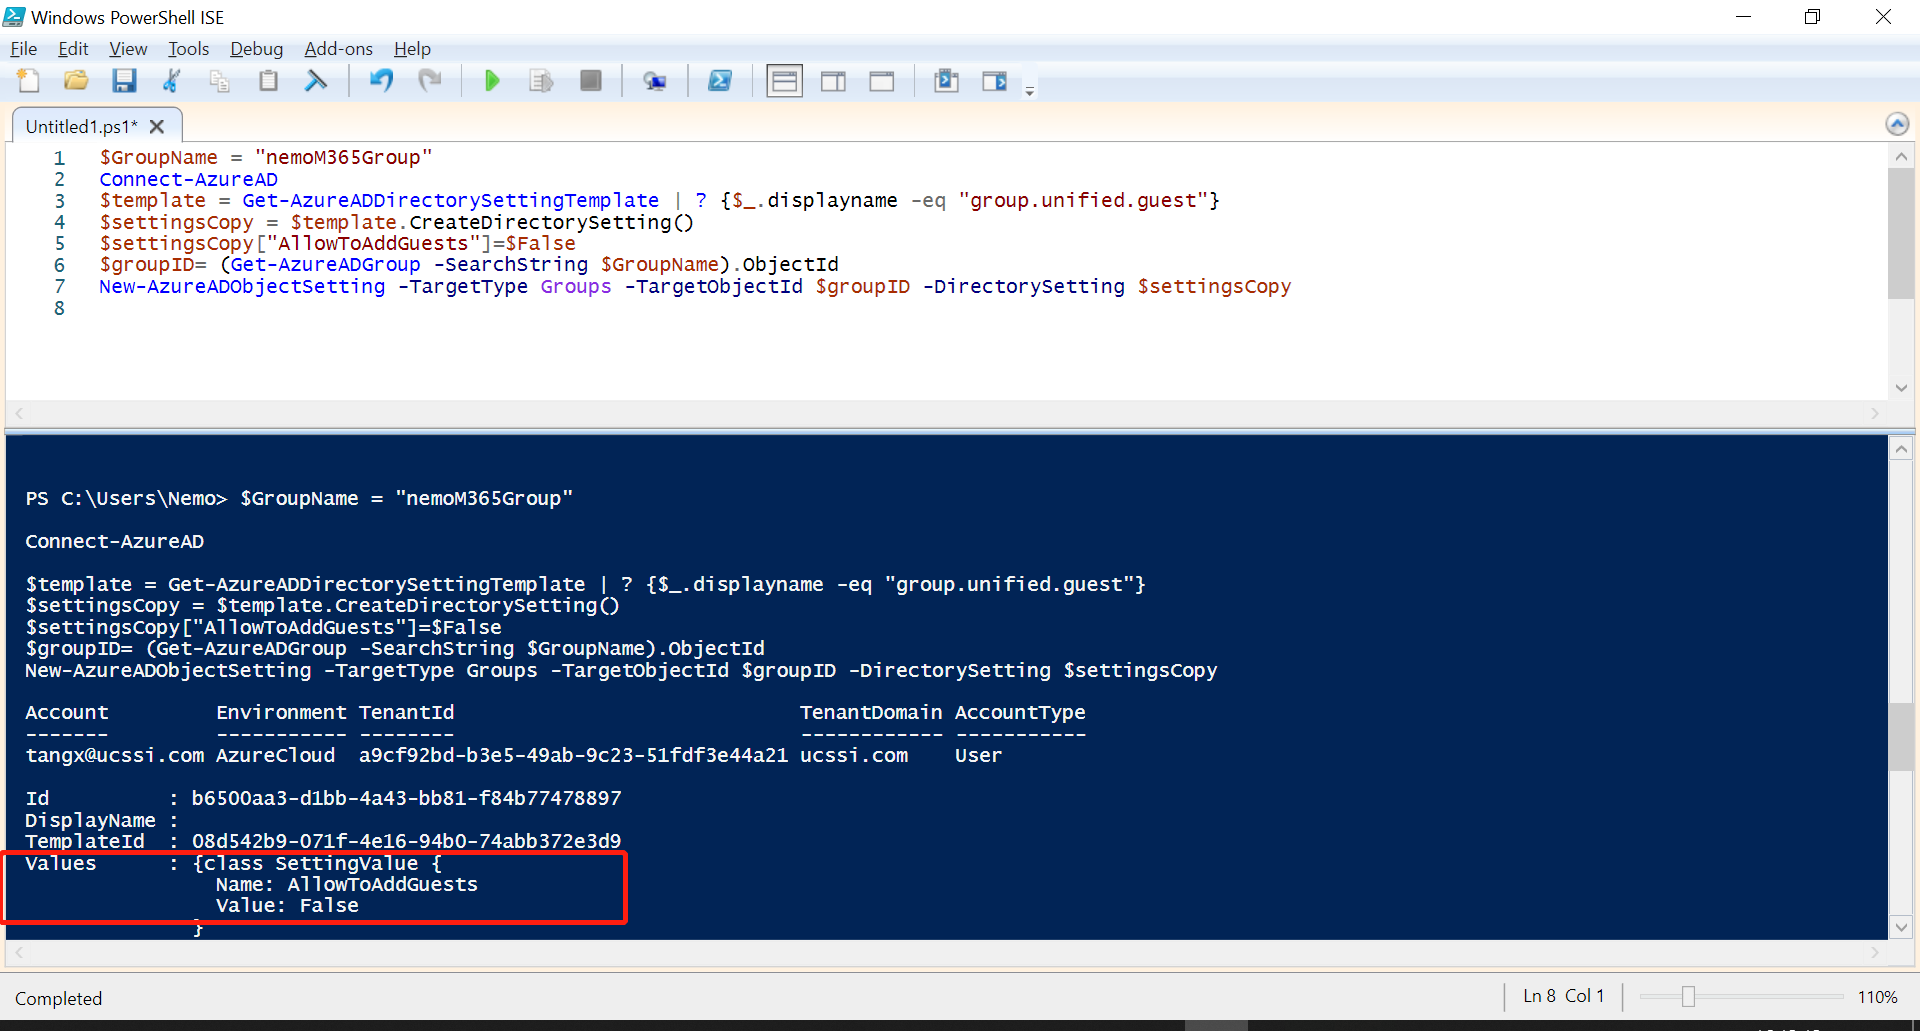 Windows PowerShell ISE
File Edit View Tools Debug Add-ons Help
Untitled1.ps1*
1 $GroupName = "nemoM365Group"
2 Connect-AzureAD
3 $template = Get-AzureADDirectorySettingTemplate | ? {$_.displayname -eq "group.unified.guest"}
4 $settingsCopy = $template.CreateDirectorySetting()
5 $settingsCopy["AllowToAddGuests"]=$False
6 $groupID= (Get-AzureADGroup -SearchString $GroupName).ObjectId
7 New-AzureADObjectSetting -TargetType Groups -TargetObjectId $groupID -DirectorySetting $settingsCopy
8
PS C:\Users\Nemo> $GroupName = "nemoM365Group"
Connect-AzureAD
$template = Get-AzureADDirectorySettingTemplate | ? {$_.displayname -eq "group.unified.guest"}
$settingsCopy = $template.CreateDirectorySetting()
$settingsCopy["AllowToAddGuests"]=$False
$groupID= (Get-AzureADGroup -SearchString $GroupName).ObjectId
New-AzureADObjectSetting -TargetType Groups -TargetObjectId $groupID -DirectorySetting $settingsCopy
Account Environment TenantId TenantDomain AccountType
------- ----------- -------- ------------ -----------
tangx@ucssi.com AzureCloud a9cf92bd-b3e5-49ab-9c23-51fdf3e44a21 ucssi.com User
Id : b6500aa3-d1bb-4a43-bb81-f84b77478897
DisplayName :
TemplateId : 08d542b9-071f-4e16-94b0-74abb372e3d9
Values : {class SettingValue {
Name: AllowToAddGuests
Value: False
}
Completed
Ln 8 Col 1
110%